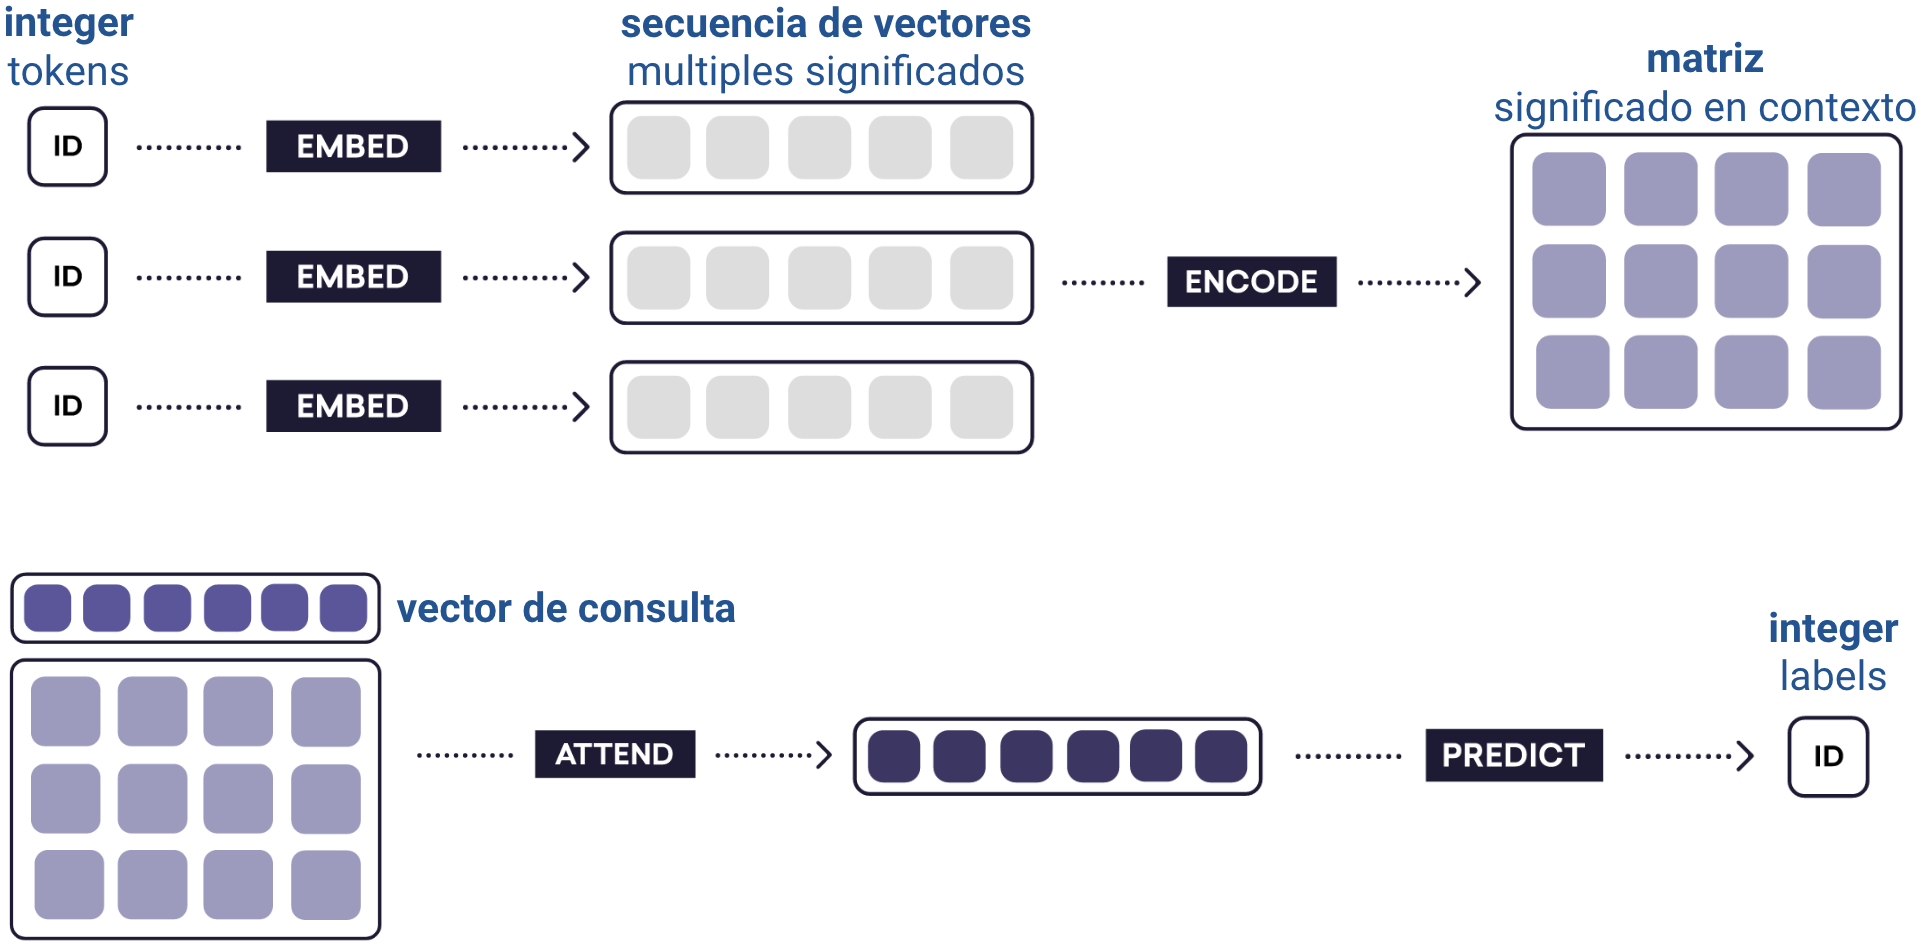 integer
tokens
secuencia de vectores
multiples significados
matriz
significado en contexto
ID
EMBED
ID
EMBED
ENCODE
ID
EMBED
vector de consulta
integer
labels
ATTEND
PREDICT
ID